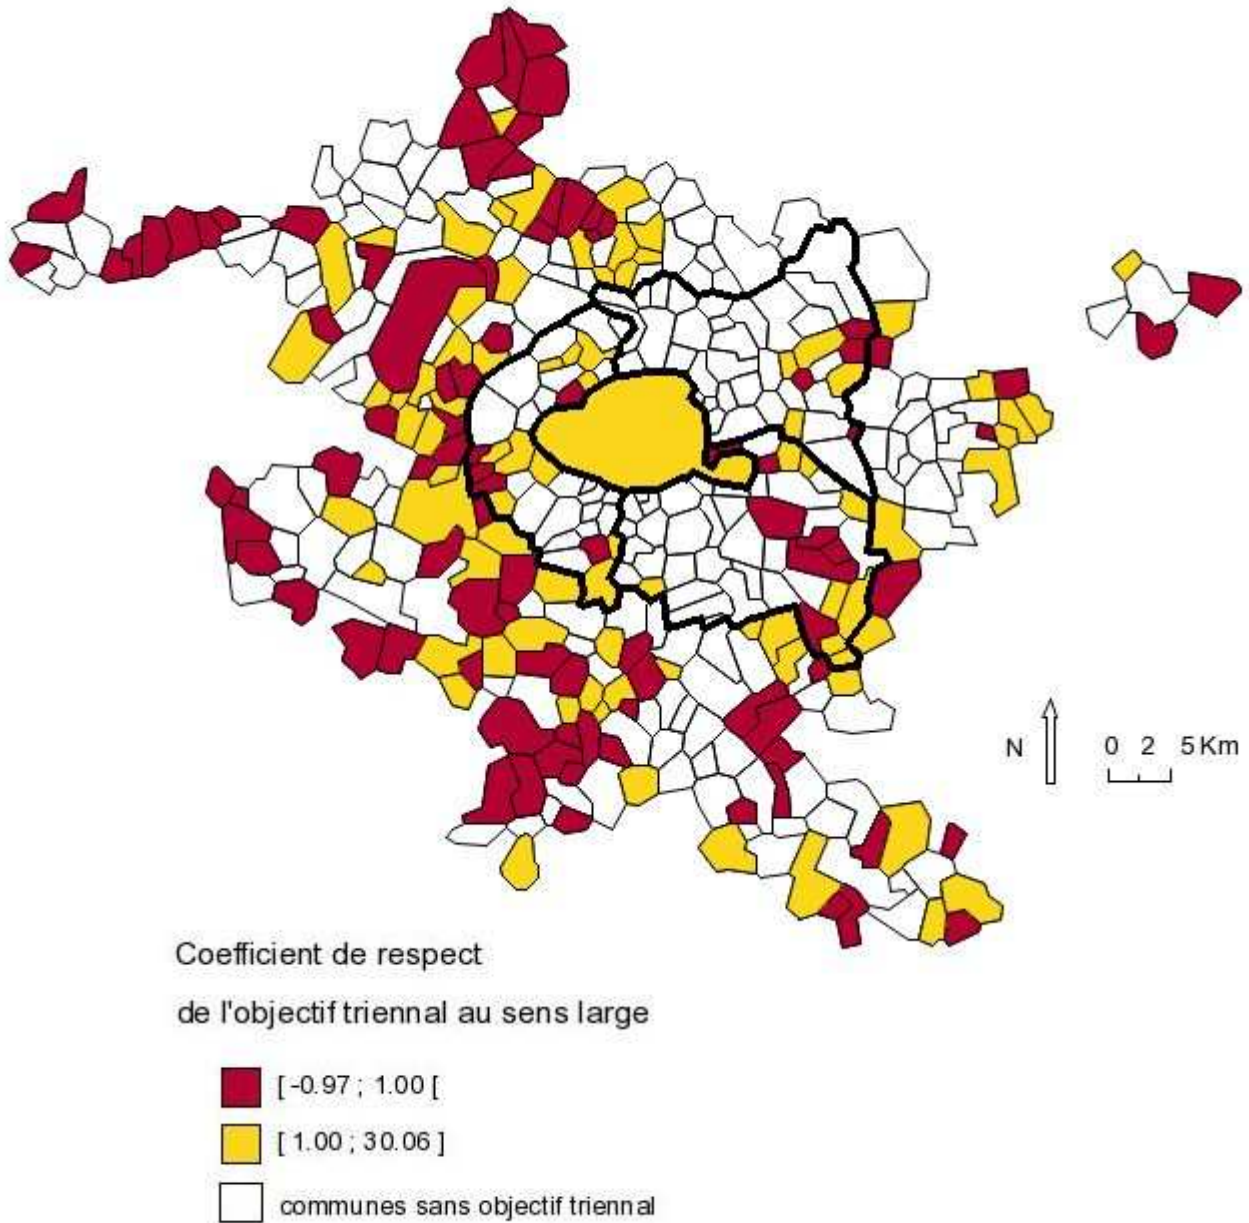 N
0 2 5 Km
Coefficient de respect
de l'objectif triennal au sens large
[ -0.97 ; 1.00 [
[ 1.00 ; 30.06 ]
communes sans objectif triennal